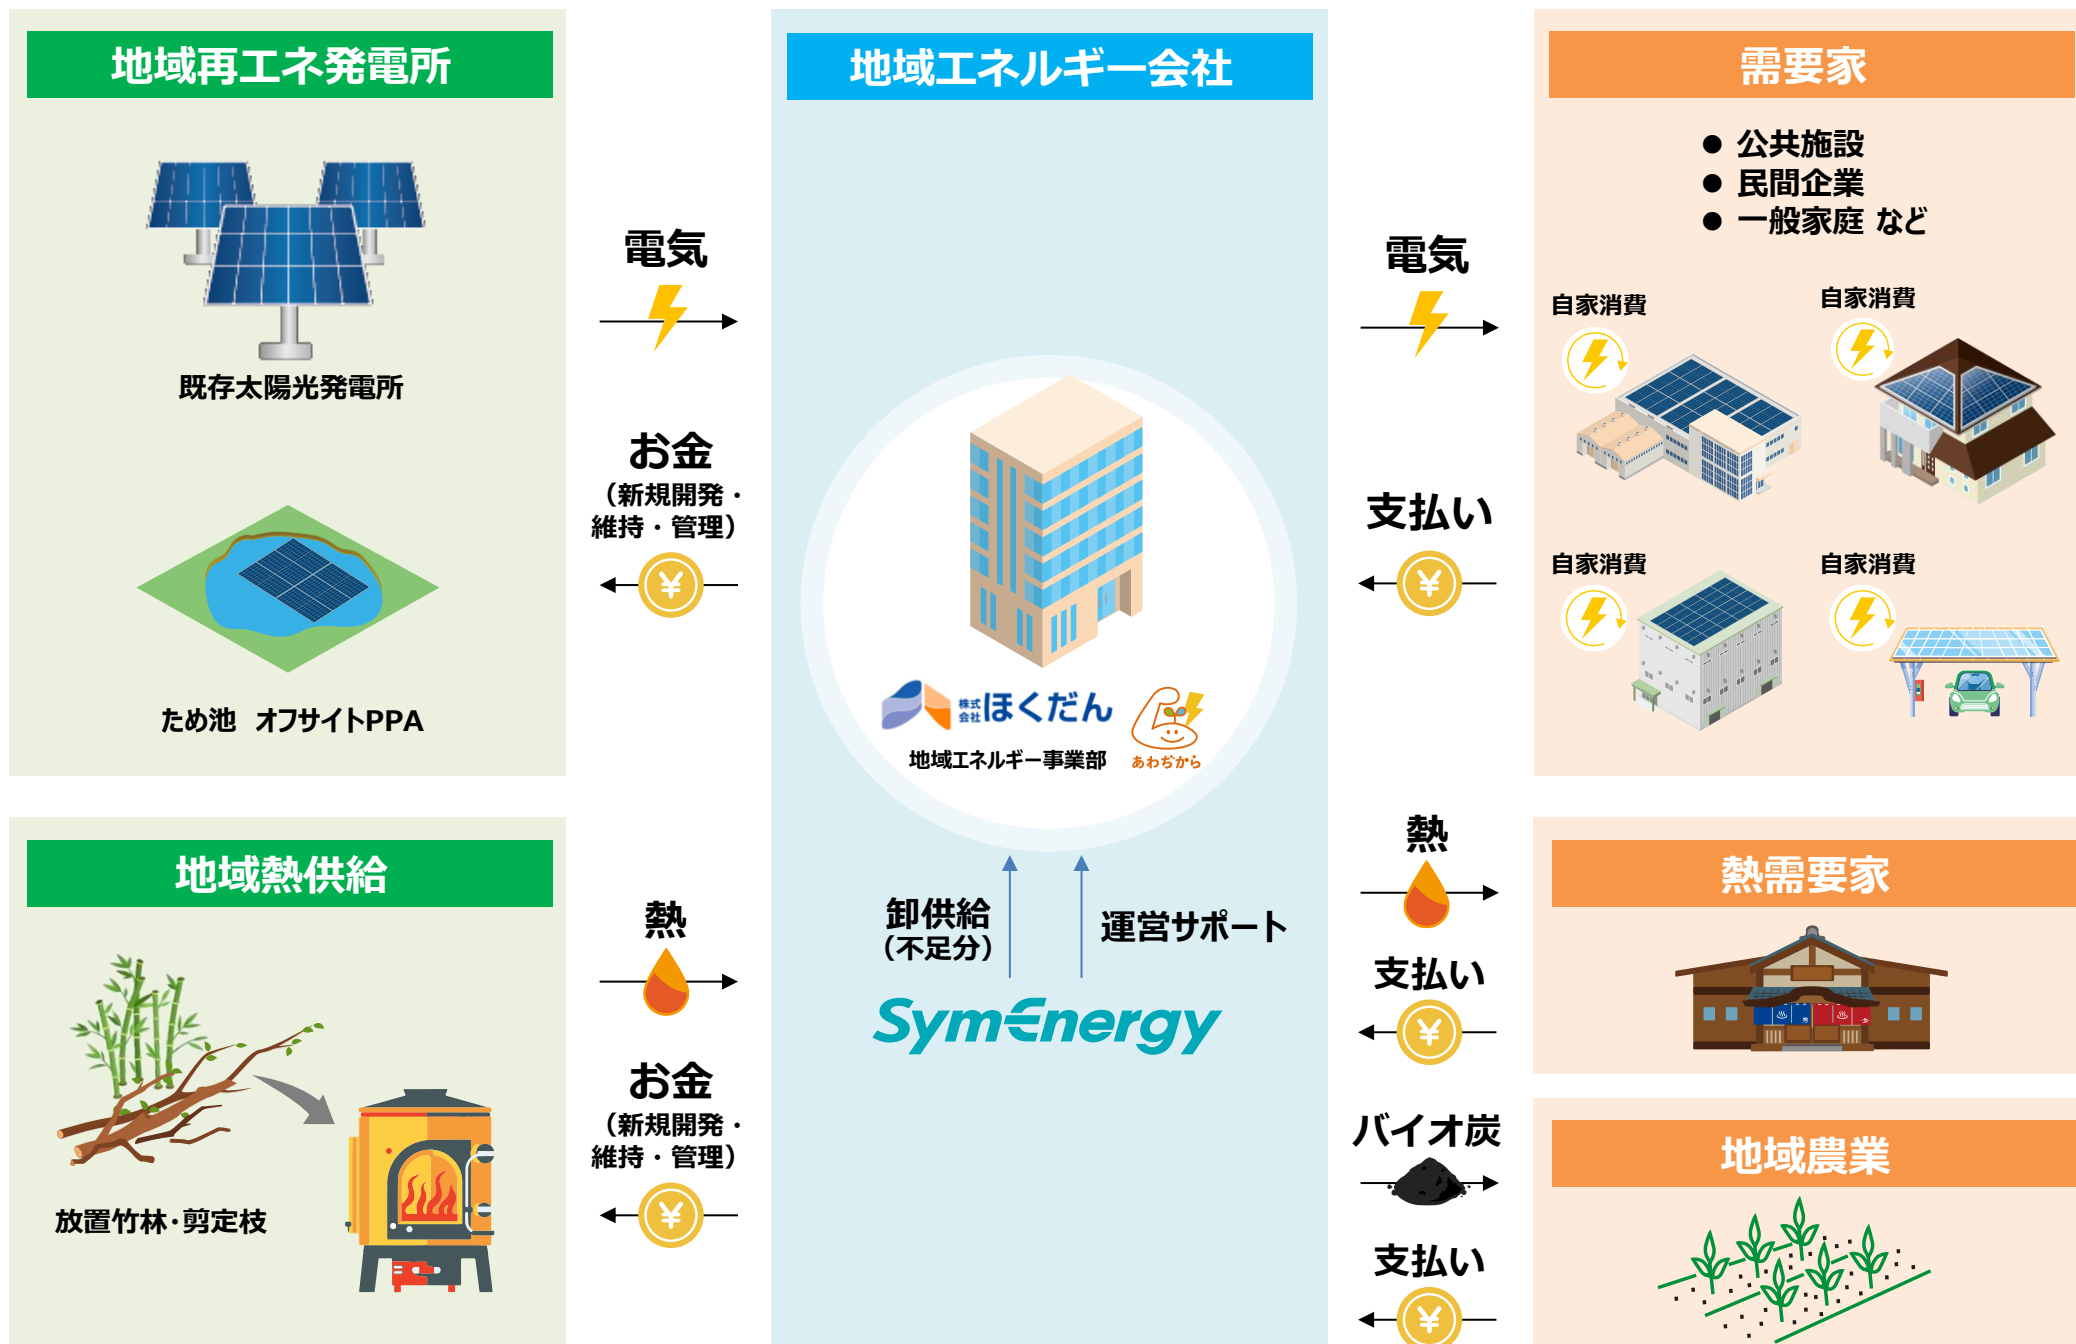 地域再エネ発電所
既存太陽光発電所
ため池 オフサイトPPA
電気
お金
（新規開発・
維持・管理）
地域熱供給
放置竹林・剪定枝
熱
お金
（新規開発・
維持・管理）
地域エネルギー会社
株式
会社
ほくだん
地域エネルギー事業部
あわぢから
卸供給
（不足分）
運営サポート
SymEnergy
電気
支払い
需要家
● 公共施設
● 民間企業
● 一般家庭 など
自家消費
自家消費
自家消費
自家消費
熱
支払い
熱需要家
バイオ炭
支払い
地域農業